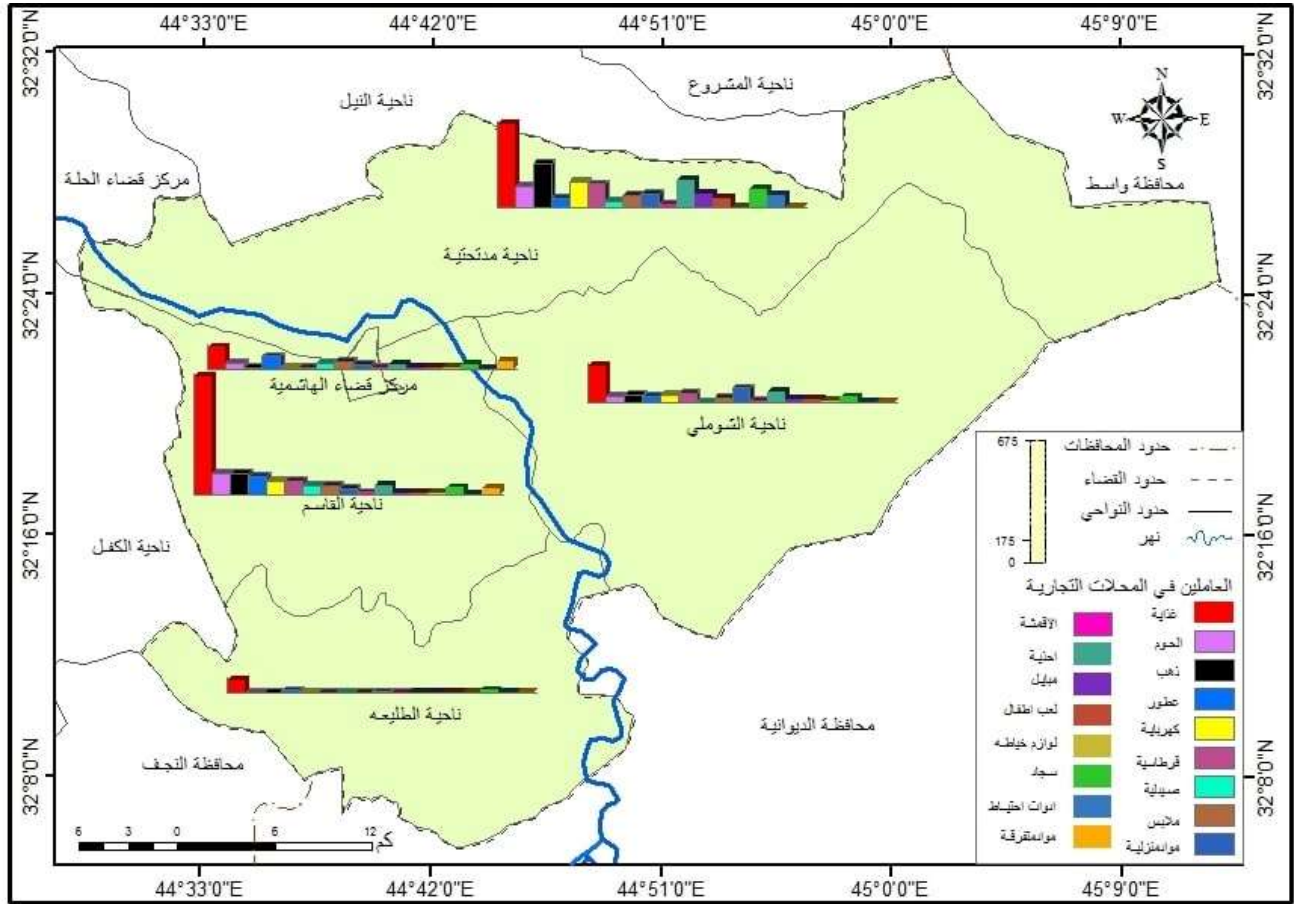 44°33'0"E 44°42'0"E 44°51'0"E 45°0'0"E 45°9'0"E
32°32'0"N 32°32'0"N
ناحية المشروع
ناحية النيل
N
W E
S
مركز قضاء الحلة
محافظة واسط
ناحية مدتحتية
32°24'0"N 32°24'0"N
مركز قضاء الهاشمية
ناحية الشوملي
ناحية القاسم
32°16'0"N 32°16'0"N
ناحية الكفل
ناحية الطليعه
محافظة الديوانية
محافظة النجف
32°8'0"N 32°8'0"N
6 3 0 6 12 كم
675
175
0
حدود المحافظات
حدود القضاء
حدود النواحي
نهر
العاملين في المحلات التجارية
غذاية
الحوم
ذهب
عطور
كهرباية
قرطاسية
صيدلية
ملابس
موادمنزلية
الاقمشة
احذية
مبايل
لعب اطفال
لوازم خياطه
سجاد
ادوات احتياط
موادمتفرقة
44°33'0"E 44°42'0"E 44°51'0"E 45°0'0"E 45°9'0"E